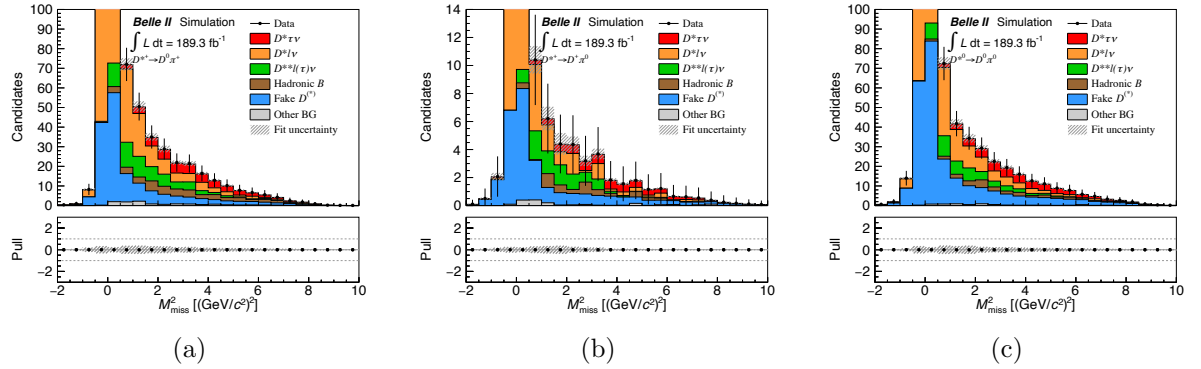 Belle II Simulation
∫ L dt = 189.3 fb⁻¹
D*⁺→D⁰π⁺
Data
D*τν
D*lν
D**l(τ)ν
Hadronic B
Fake D⁽*⁾
Other BG
Fit uncertainty
Candidates
100
90
80
70
60
50
40
30
20
10
0
Pull
2
0
−2
−2 0 2 4 6 8 10
M²miss [(GeV/c²)²]
(a)
Belle II Simulation
∫ L dt = 189.3 fb⁻¹
D*⁺→D⁺π⁰
Data
D*τν
D*lν
D**l(τ)ν
Hadronic B
Fake D⁽*⁾
Other BG
Fit uncertainty
Candidates
14
12
10
8
6
4
2
0
Pull
2
0
−2
−2 0 2 4 6 8 10
M²miss [(GeV/c²)²]
(b)
Belle II Simulation
∫ L dt = 189.3 fb⁻¹
D*⁰→D⁰π⁰
Data
D*τν
D*lν
D**l(τ)ν
Hadronic B
Fake D⁽*⁾
Other BG
Fit uncertainty
Candidates
100
90
80
70
60
50
40
30
20
10
0
Pull
2
0
−2
−2 0 2 4 6 8 10
M²miss [(GeV/c²)²]
(c)